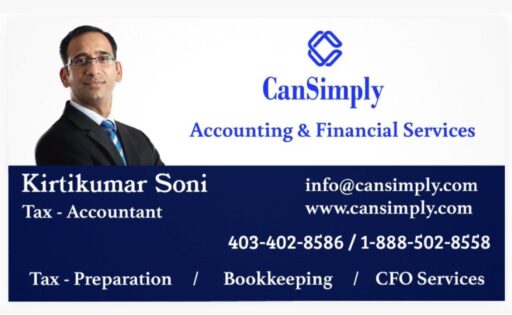 CanSimply
Accounting & Financial Services
Kirtikumar Soni
Tax - Accountant
info@cansimply.com
www.cansimply.com
403-402-8586 / 1-888-502-8558
Tax - Preparation / Bookkeeping / CFO Services